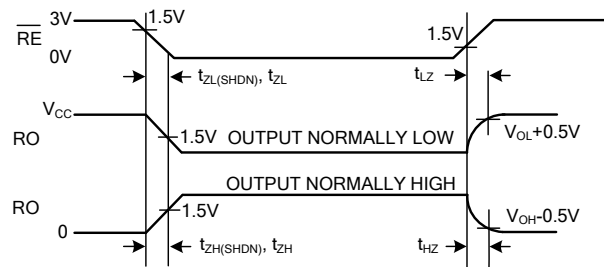 3V
1.5V
1.5V
RE
0V
tZL(SHDN), tZL
tLZ
VCC
RO
1.5V
OUTPUT NORMALLY LOW
VOL+0.5V
OUTPUT NORMALLY HIGH
RO
1.5V
VOH-0.5V
0
tZH(SHDN), tZH
tHZ